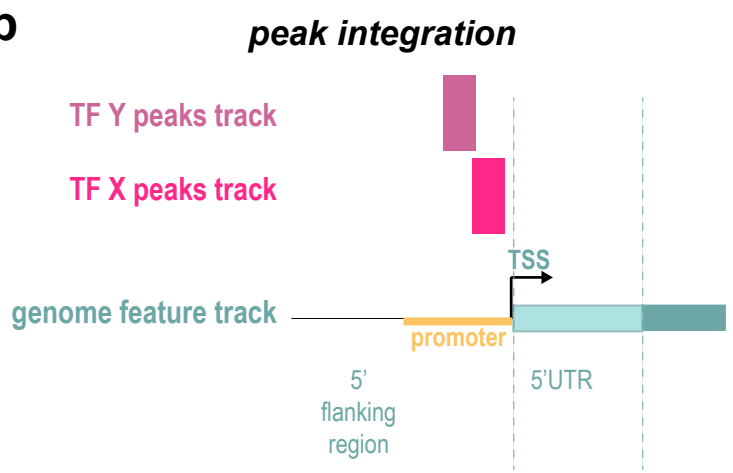 b
peak integration
TF Y peaks track
TF X peaks track
TSS
genome feature track
promoter
5'
flanking
region
5'UTR